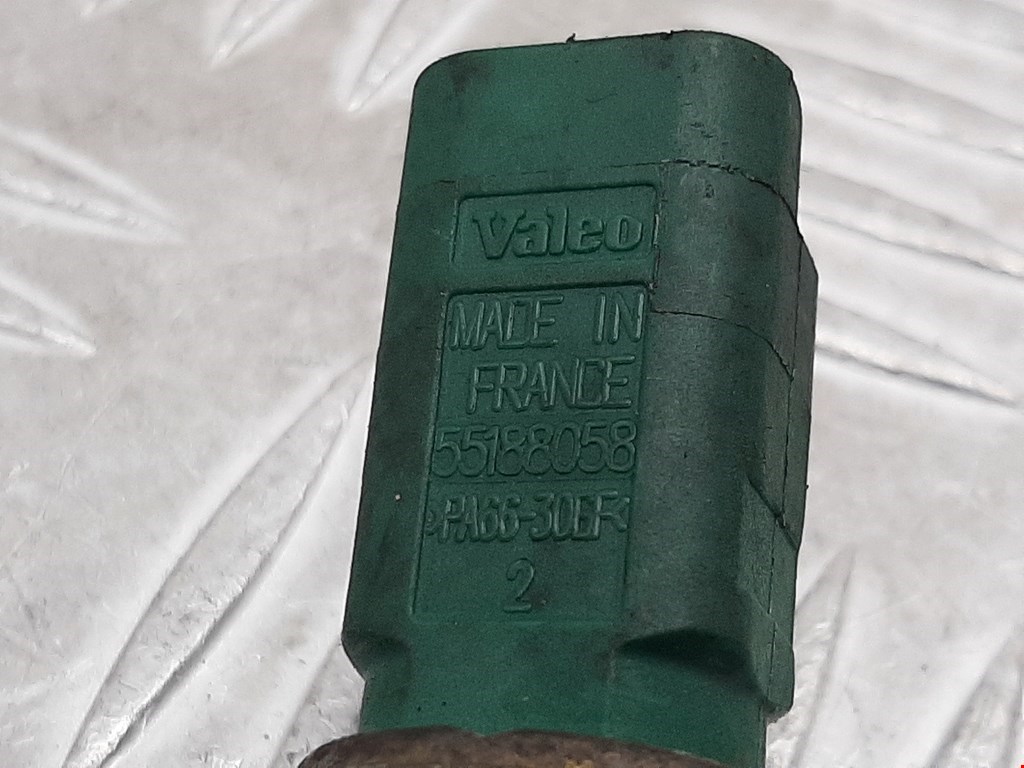 Valeo
MADE IN
FRANCE
55188058
>PA66-30GF<
2